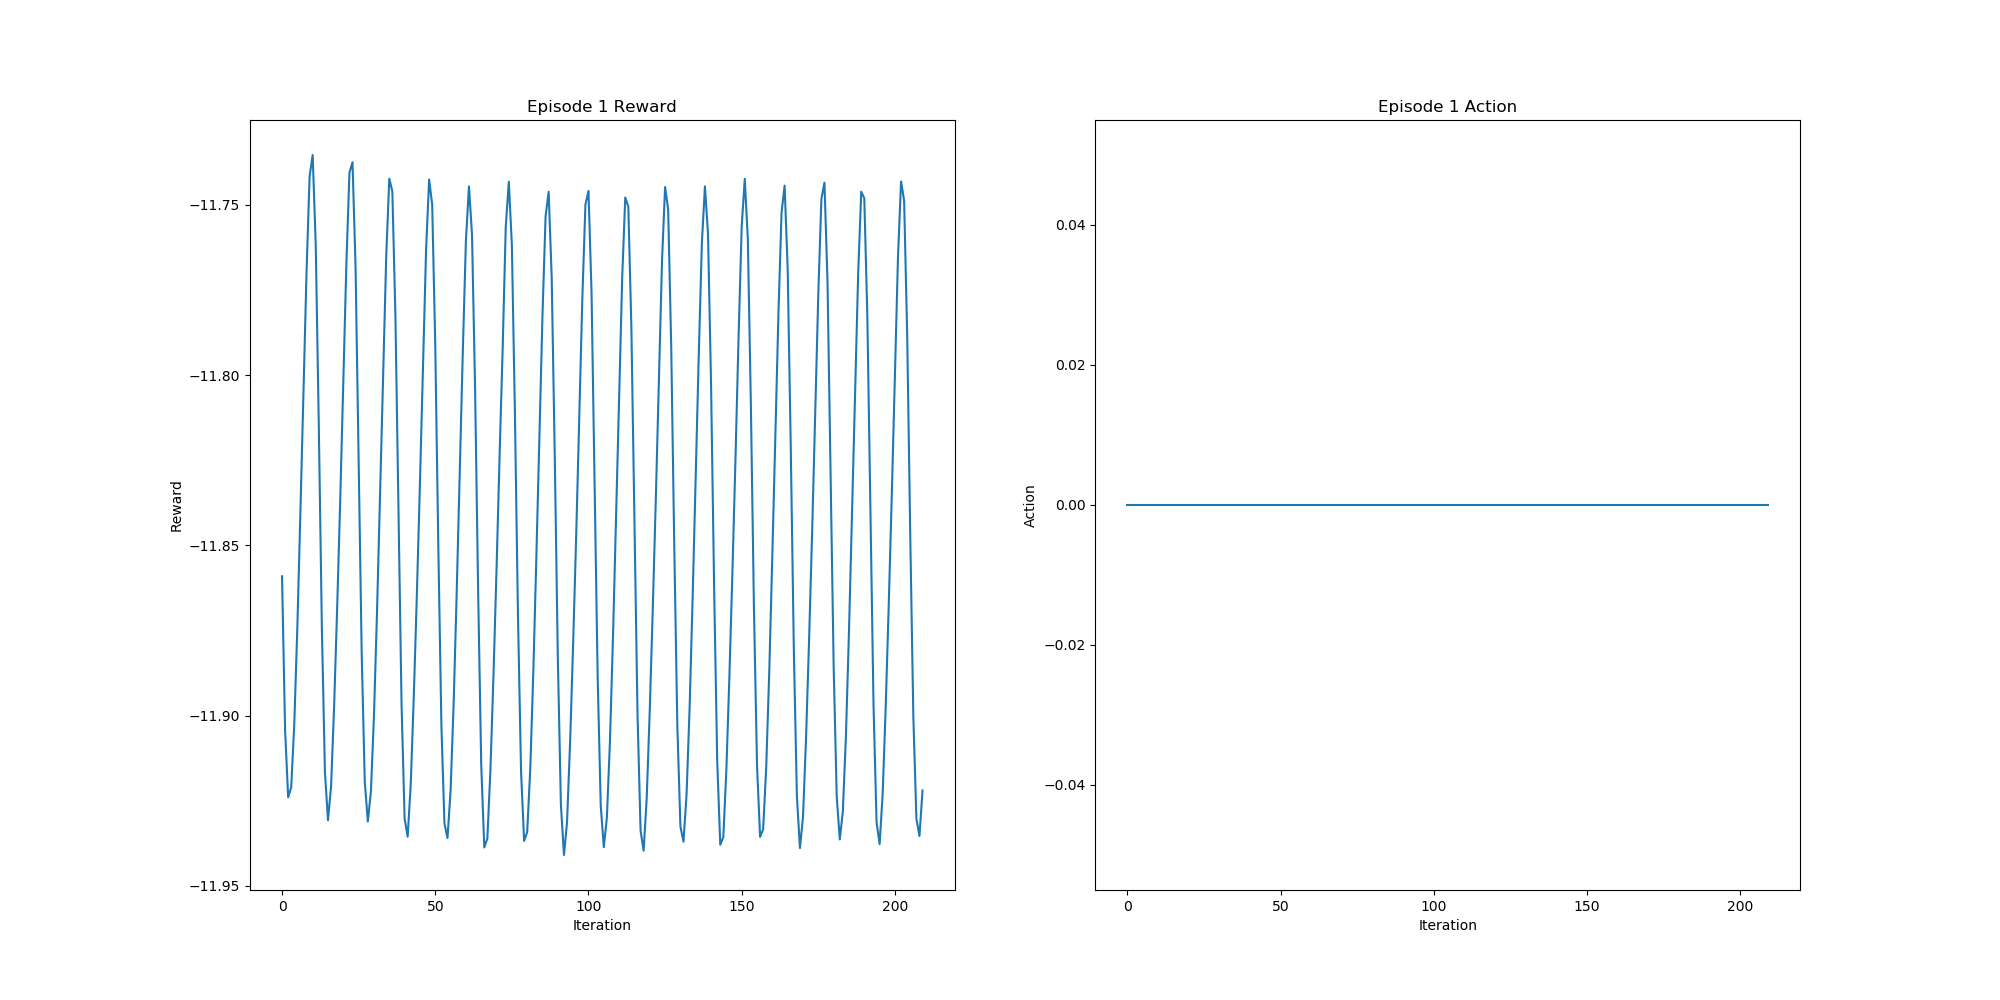 Episode 1 Reward
−11.75
−11.80
−11.85
−11.90
−11.95
Reward
0 50 100 150 200
Iteration
Episode 1 Action
0.04
0.02
0.00
−0.02
−0.04
Action
0 50 100 150 200
Iteration